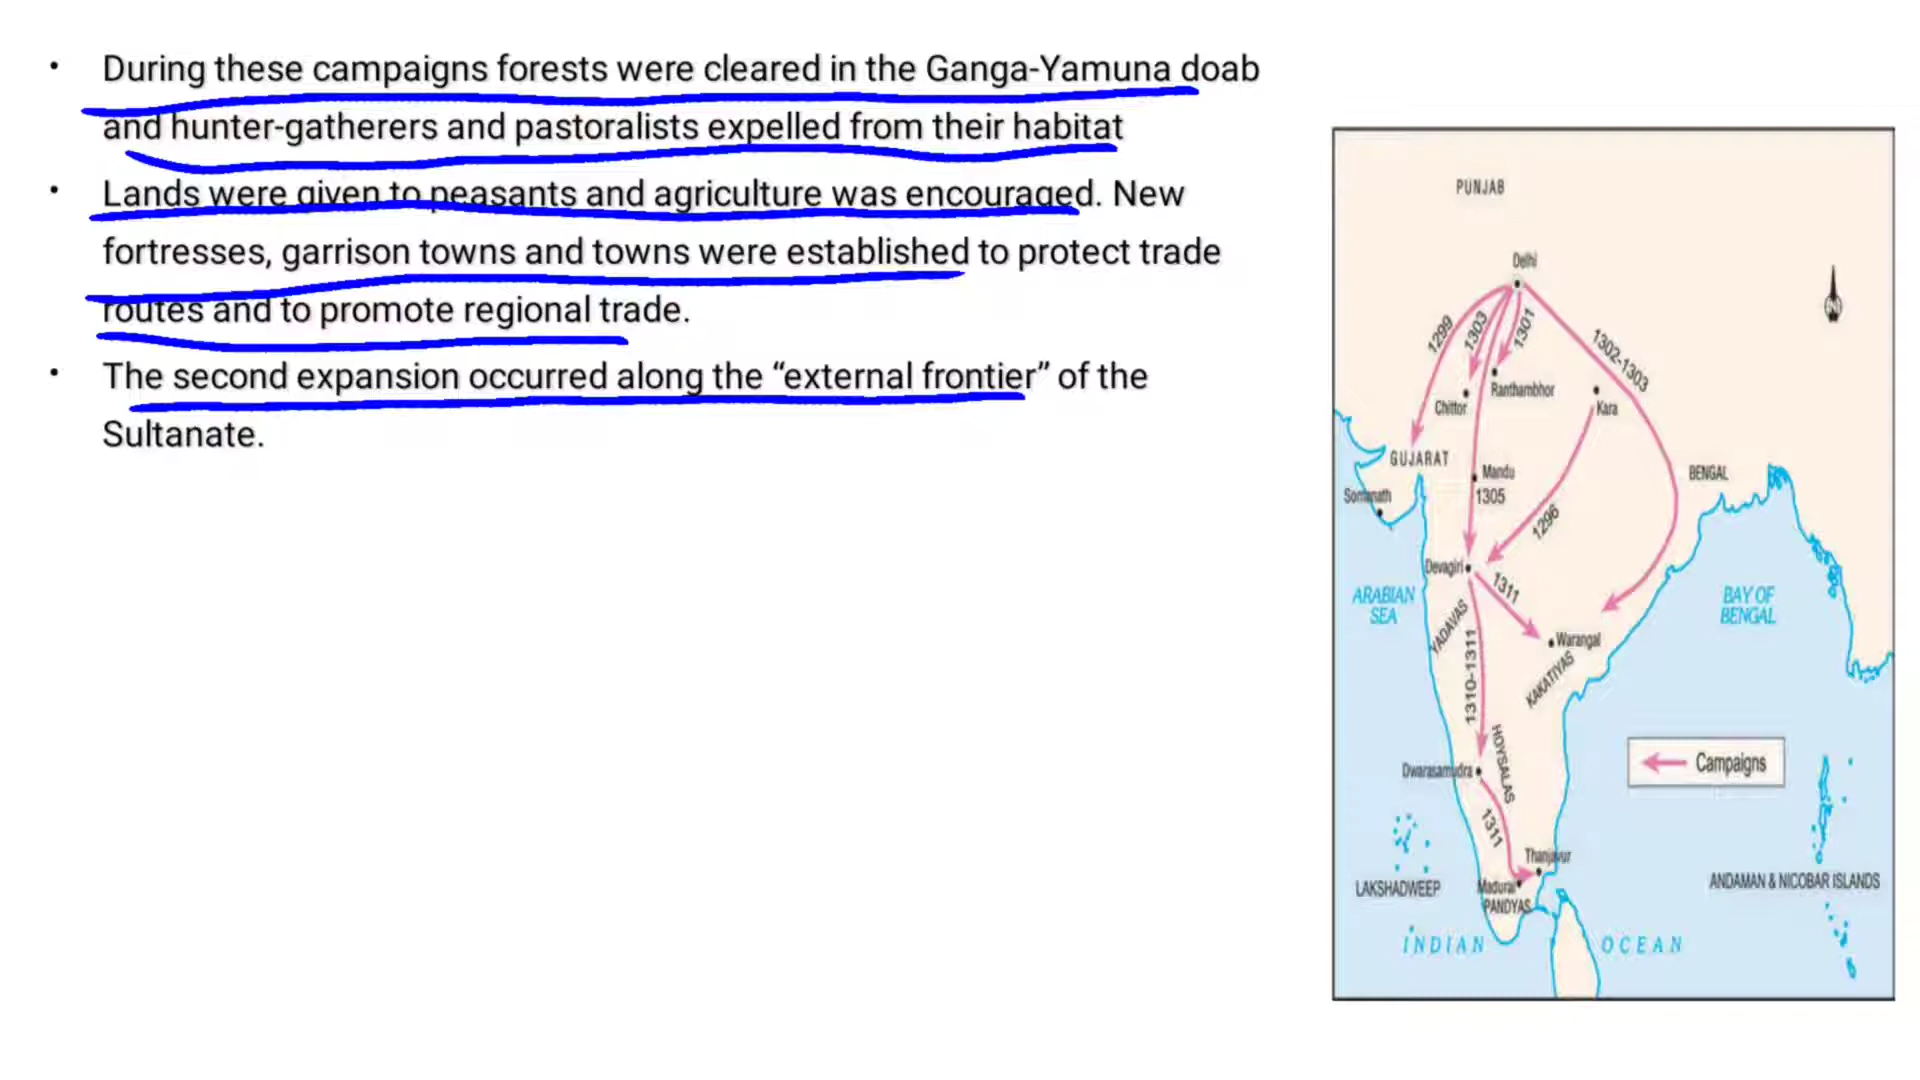 • During these campaigns forests were cleared in the Ganga-Yamuna doab
and hunter-gatherers and pastoralists expelled from their habitat
• Lands were given to peasants and agriculture was encouraged. New
fortresses, garrison towns and towns were established to protect trade
routes and to promote regional trade.
• The second expansion occurred along the “external frontier” of the
Sultanate.
PUNJAB
Delhi
1299
1303
1301
1302-1303
Ranthambhor
Chittor
Kara
GUJARAT
Mandu
1305
BENGAL
Somnath
1296
Devagiri
1311
ARABIAN
SEA
BAY OF
BENGAL
YADAVAS
Warangal
KAKATIYAS
1310-1311
HOYSALAS
Dwarasamudra
Campaigns
1311
Thanjavur
LAKSHADWEEP
Madurai
PANDYAS
ANDAMAN & NICOBAR ISLANDS
INDIAN OCEAN